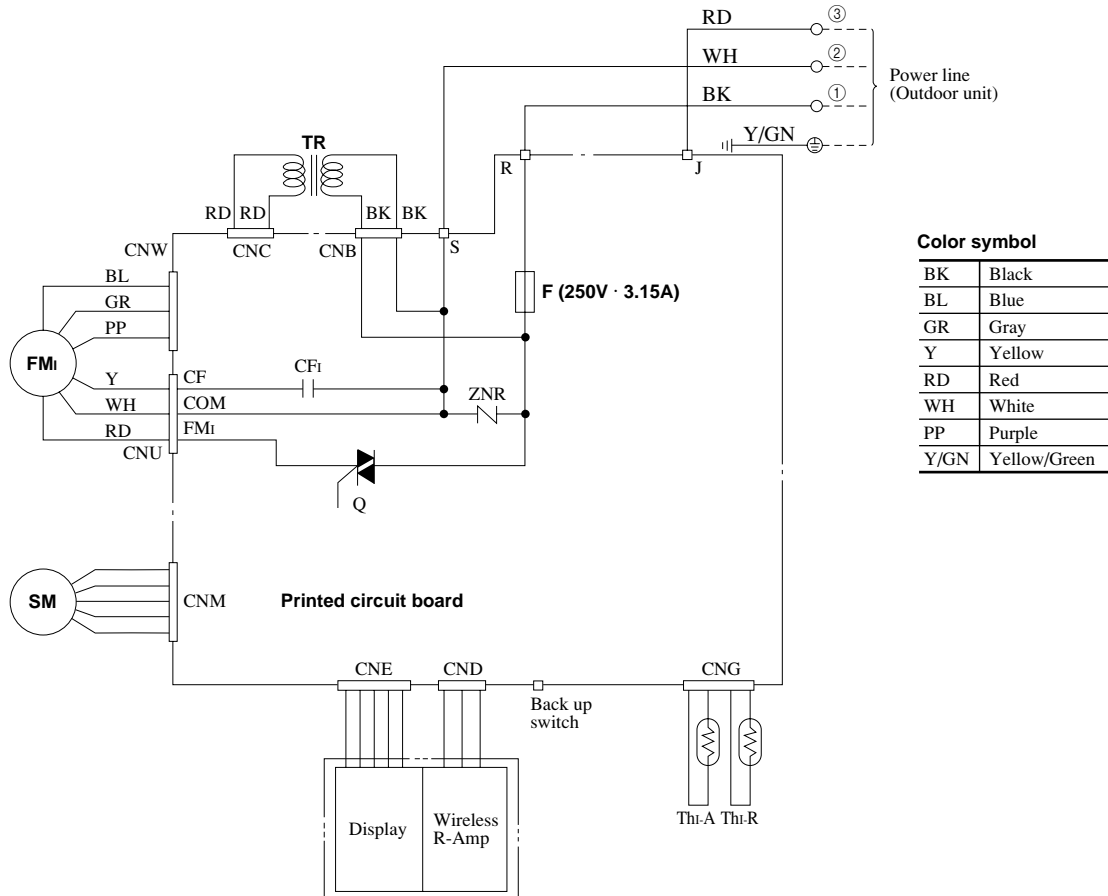 RD
③
WH
②
BK
①
Power line
(Outdoor unit)
Y/GN
TR
R
J
RD RD
BK BK
CNW
CNC
CNB
S
Color symbol
BK Black
BL Blue
GR Gray
Y Yellow
RD Red
WH White
PP Purple
Y/GN Yellow/Green
BL
GR
PP
F (250V · 3.15A)
FMI
Y
CF
CFI
WH
COM
ZNR
RD
FMI
CNU
Q
SM
CNM
Printed circuit board
CNE
CND
CNG
Back up
switch
ThI-A ThI-R
Display
Wireless
R-Amp